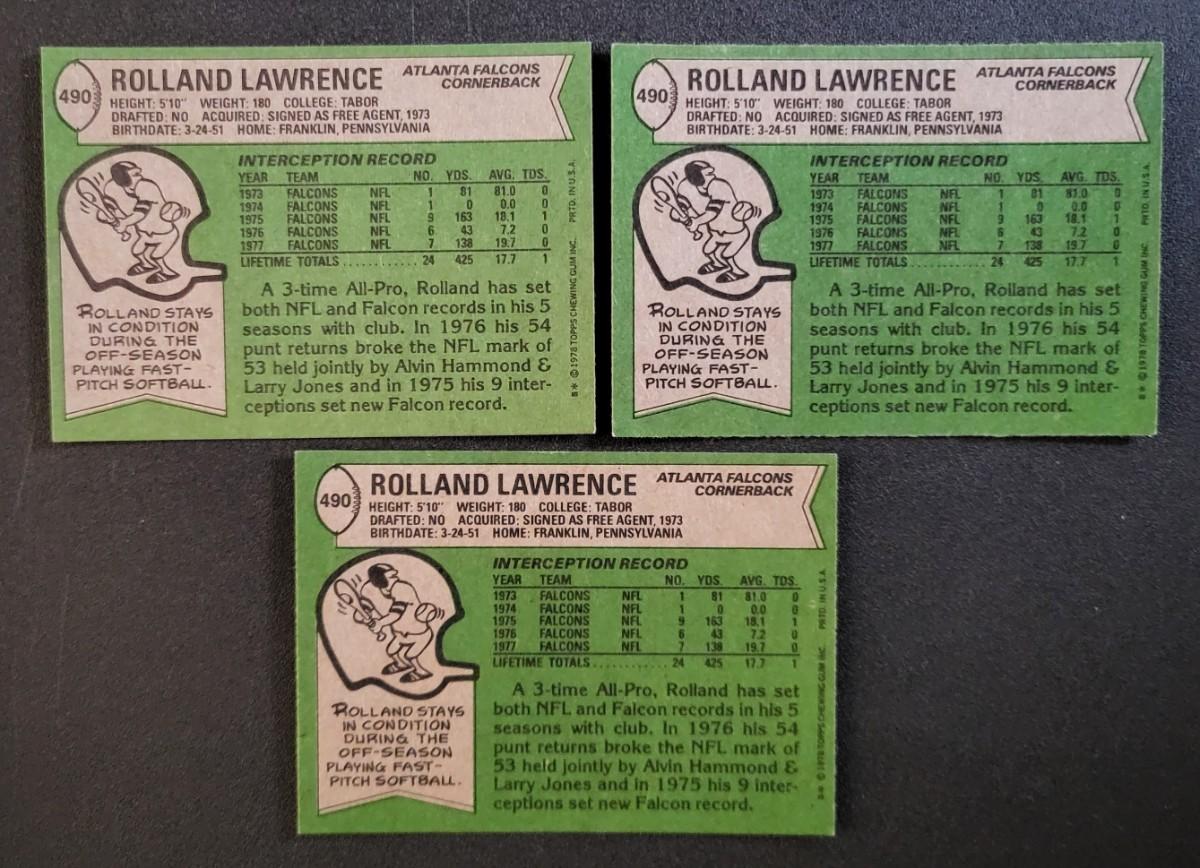 490
ROLLAND LAWRENCE
ATLANTA FALCONS
CORNERBACK
HEIGHT: 5'10" WEIGHT: 180 COLLEGE: TABOR
DRAFTED: NO ACQUIRED: SIGNED AS FREE AGENT, 1973
BIRTHDATE: 3-24-51 HOME: FRANKLIN, PENNSYLVANIA
INTERCEPTION RECORD
YEAR TEAM NO. YDS. AVG. TDS.
1973 FALCONS NFL 1 81 81.0 0
1974 FALCONS NFL 1 0 0.0 0
1975 FALCONS NFL 9 163 18.1 1
1976 FALCONS NFL 6 43 7.2 0
1977 FALCONS NFL 7 138 19.7 0
LIFETIME TOTALS............ 24 425 17.7 1
ROLLAND STAYS
IN CONDITION
DURING THE
OFF-SEASON
PLAYING FAST-
PITCH SOFTBALL.
A 3-time All-Pro, Rolland has set
both NFL and Falcon records in his 5
seasons with club. In 1976 his 54
punt returns broke the NFL mark of
53 held jointly by Alvin Hammond &
Larry Jones and in 1975 his 9 inter-
ceptions set new Falcon record.
** © 1978 TOPPS CHEWING GUM INC. PRTD. IN U.S.A.
490
ROLLAND LAWRENCE
ATLANTA FALCONS
CORNERBACK
HEIGHT: 5'10" WEIGHT: 180 COLLEGE: TABOR
DRAFTED: NO ACQUIRED: SIGNED AS FREE AGENT, 1973
BIRTHDATE: 3-24-51 HOME: FRANKLIN, PENNSYLVANIA
INTERCEPTION RECORD
YEAR TEAM NO. YDS. AVG. TDS.
1973 FALCONS NFL 1 81 81.0 0
1974 FALCONS NFL 1 0 0.0 0
1975 FALCONS NFL 9 163 18.1 1
1976 FALCONS NFL 6 43 7.2 0
1977 FALCONS NFL 7 138 19.7 0
LIFETIME TOTALS............ 24 425 17.7 1
ROLLAND STAYS
IN CONDITION
DURING THE
OFF-SEASON
PLAYING FAST-
PITCH SOFTBALL.
A 3-time All-Pro, Rolland has set
both NFL and Falcon records in his 5
seasons with club. In 1976 his 54
punt returns broke the NFL mark of
53 held jointly by Alvin Hammond &
Larry Jones and in 1975 his 9 inter-
ceptions set new Falcon record.
** © 1978 TOPPS CHEWING GUM INC. PRTD. IN U.S.A.
490
ROLLAND LAWRENCE
ATLANTA FALCONS
CORNERBACK
HEIGHT: 5'10" WEIGHT: 180 COLLEGE: TABOR
DRAFTED: NO ACQUIRED: SIGNED AS FREE AGENT, 1973
BIRTHDATE: 3-24-51 HOME: FRANKLIN, PENNSYLVANIA
INTERCEPTION RECORD
YEAR TEAM NO. YDS. AVG. TDS.
1973 FALCONS NFL 1 81 81.0 0
1974 FALCONS NFL 1 0 0.0 0
1975 FALCONS NFL 9 163 18.1 1
1976 FALCONS NFL 6 43 7.2 0
1977 FALCONS NFL 7 138 19.7 0
LIFETIME TOTALS............ 24 425 17.7 1
ROLLAND STAYS
IN CONDITION
DURING THE
OFF-SEASON
PLAYING FAST-
PITCH SOFTBALL.
A 3-time All-Pro, Rolland has set
both NFL and Falcon records in his 5
seasons with club. In 1976 his 54
punt returns broke the NFL mark of
53 held jointly by Alvin Hammond &
Larry Jones and in 1975 his 9 inter-
ceptions set new Falcon record.
** © 1978 TOPPS CHEWING GUM INC. PRTD. IN U.S.A.